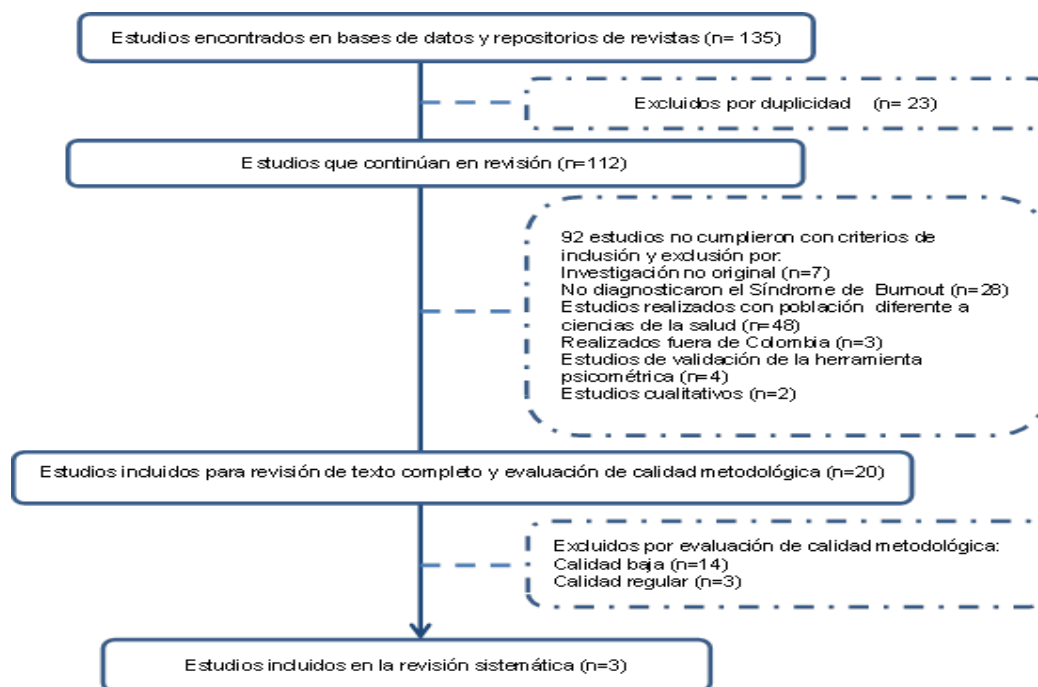 Estudios encontrados en bases de datos y repositorios de revistas (n= 135)
Excluidos por duplicidad (n= 23)
Estudios que continúan en revisión (n=112)
92 estudios no cumplieron con criterios de
inclusión y exclusión por:
Investigación no original (n=7)
No diagnosticaron el Síndrome de Burnout (n=28)
Estudios realizados con población diferente a
ciencias de la salud (n=48)
Realizados fuera de Colombia (n=3)
Estudios de validación de la herramienta
psicométrica (n=4)
Estudios cualitativos (n=2)
Estudios incluidos para revisión de texto completo y evaluación de calidad metodológica (n=20)
Excluidos por evaluación de calidad metodológica:
Calidad baja (n=14)
Calidad regular (n=3)
Estudios incluidos en la revisión sistemática (n=3)